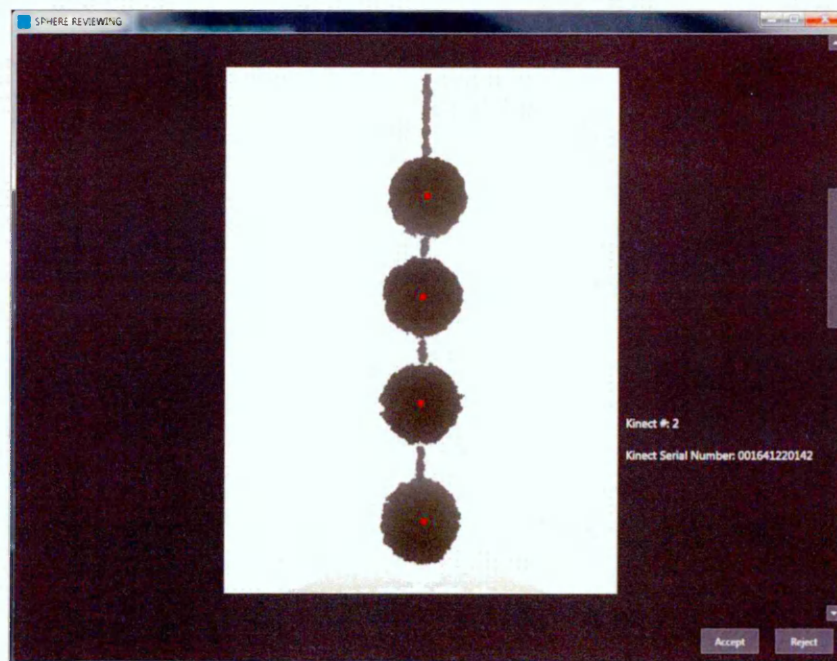 SPHERE REVIEWING
Kinect #: 2
Kinect Serial Number: 001641220142
Accept
Reject